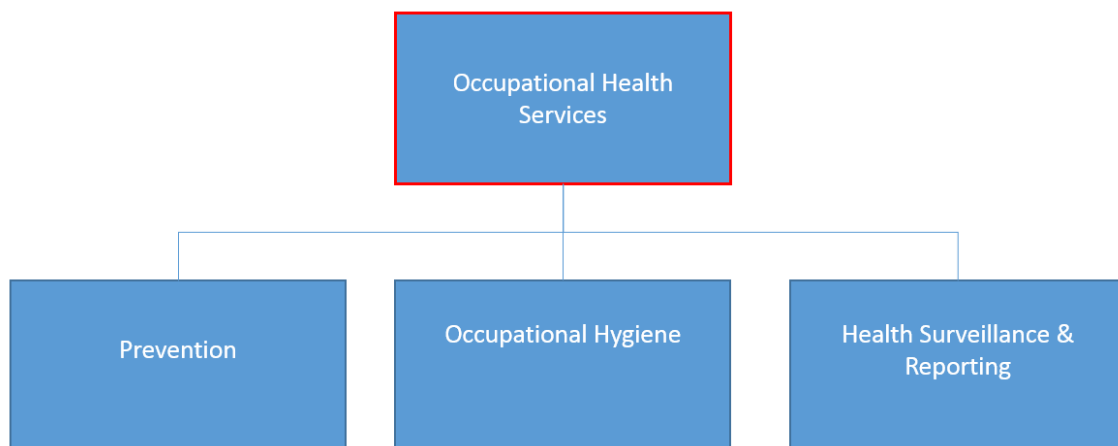 Occupational Health
Services
Prevention
Occupational Hygiene
Health Surveillance &
Reporting